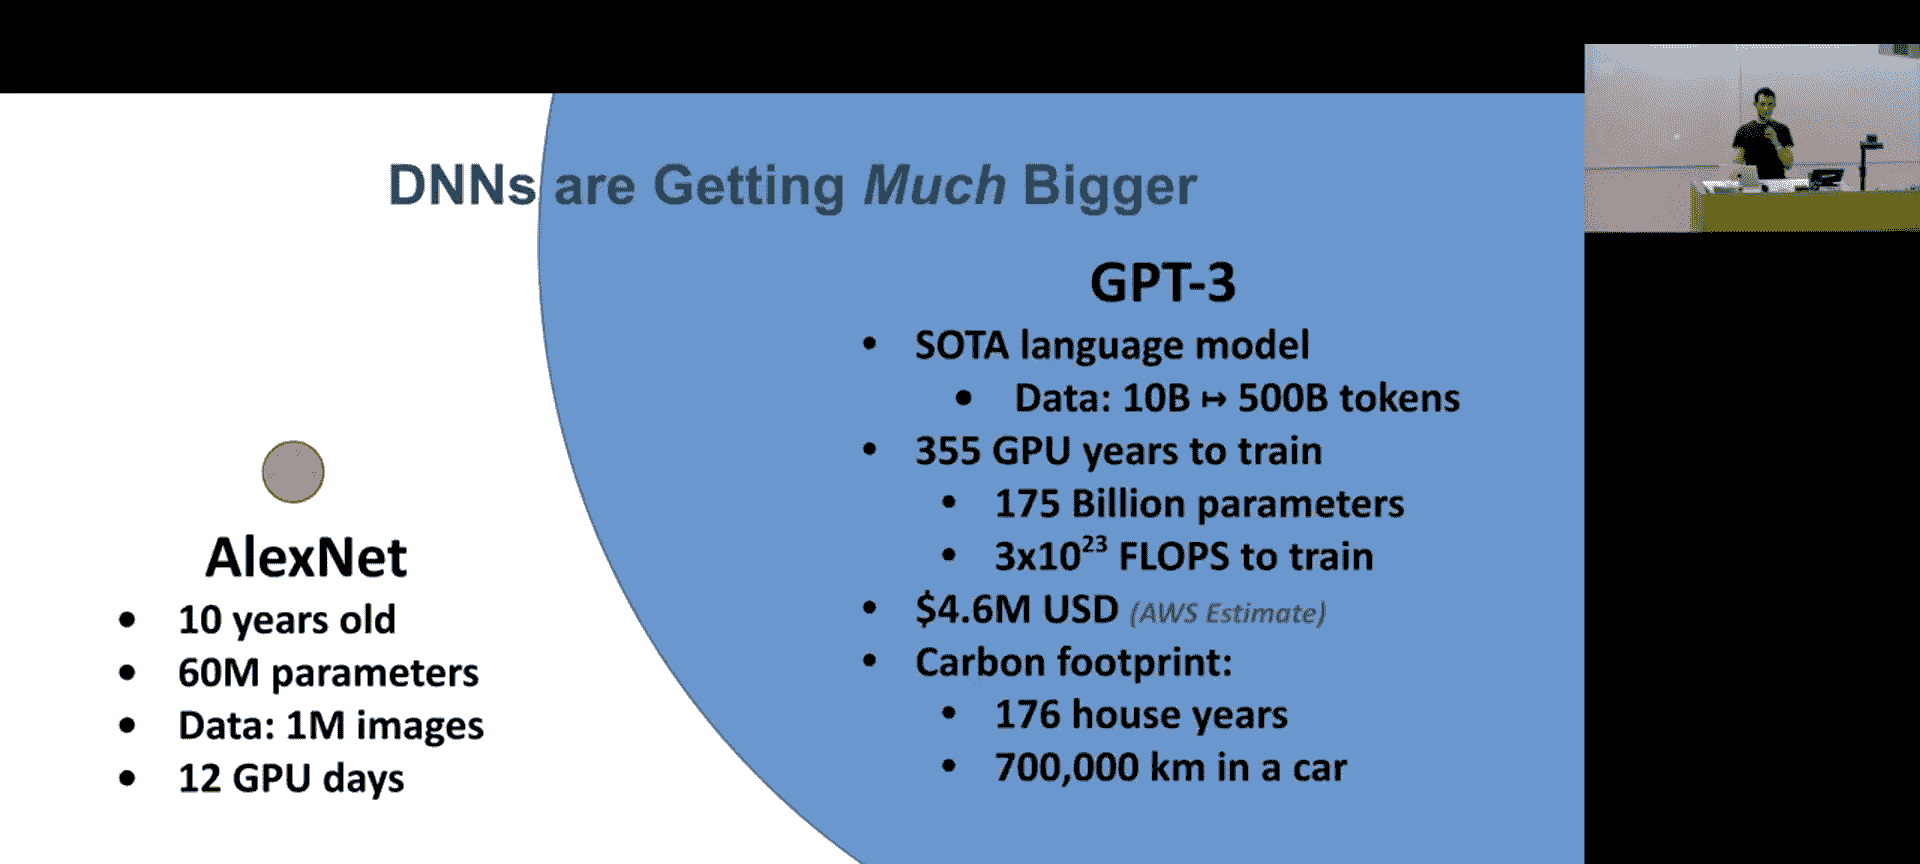 DNNs are Getting Much Bigger
AlexNet
• 10 years old
• 60M parameters
• Data: 1M images
• 12 GPU days
GPT-3
• SOTA language model
• Data: 10B ↦ 500B tokens
• 355 GPU years to train
• 175 Billion parameters
• 3x10²³ FLOPS to train
• $4.6M USD (AWS Estimate)
• Carbon footprint:
• 176 house years
• 700,000 km in a car